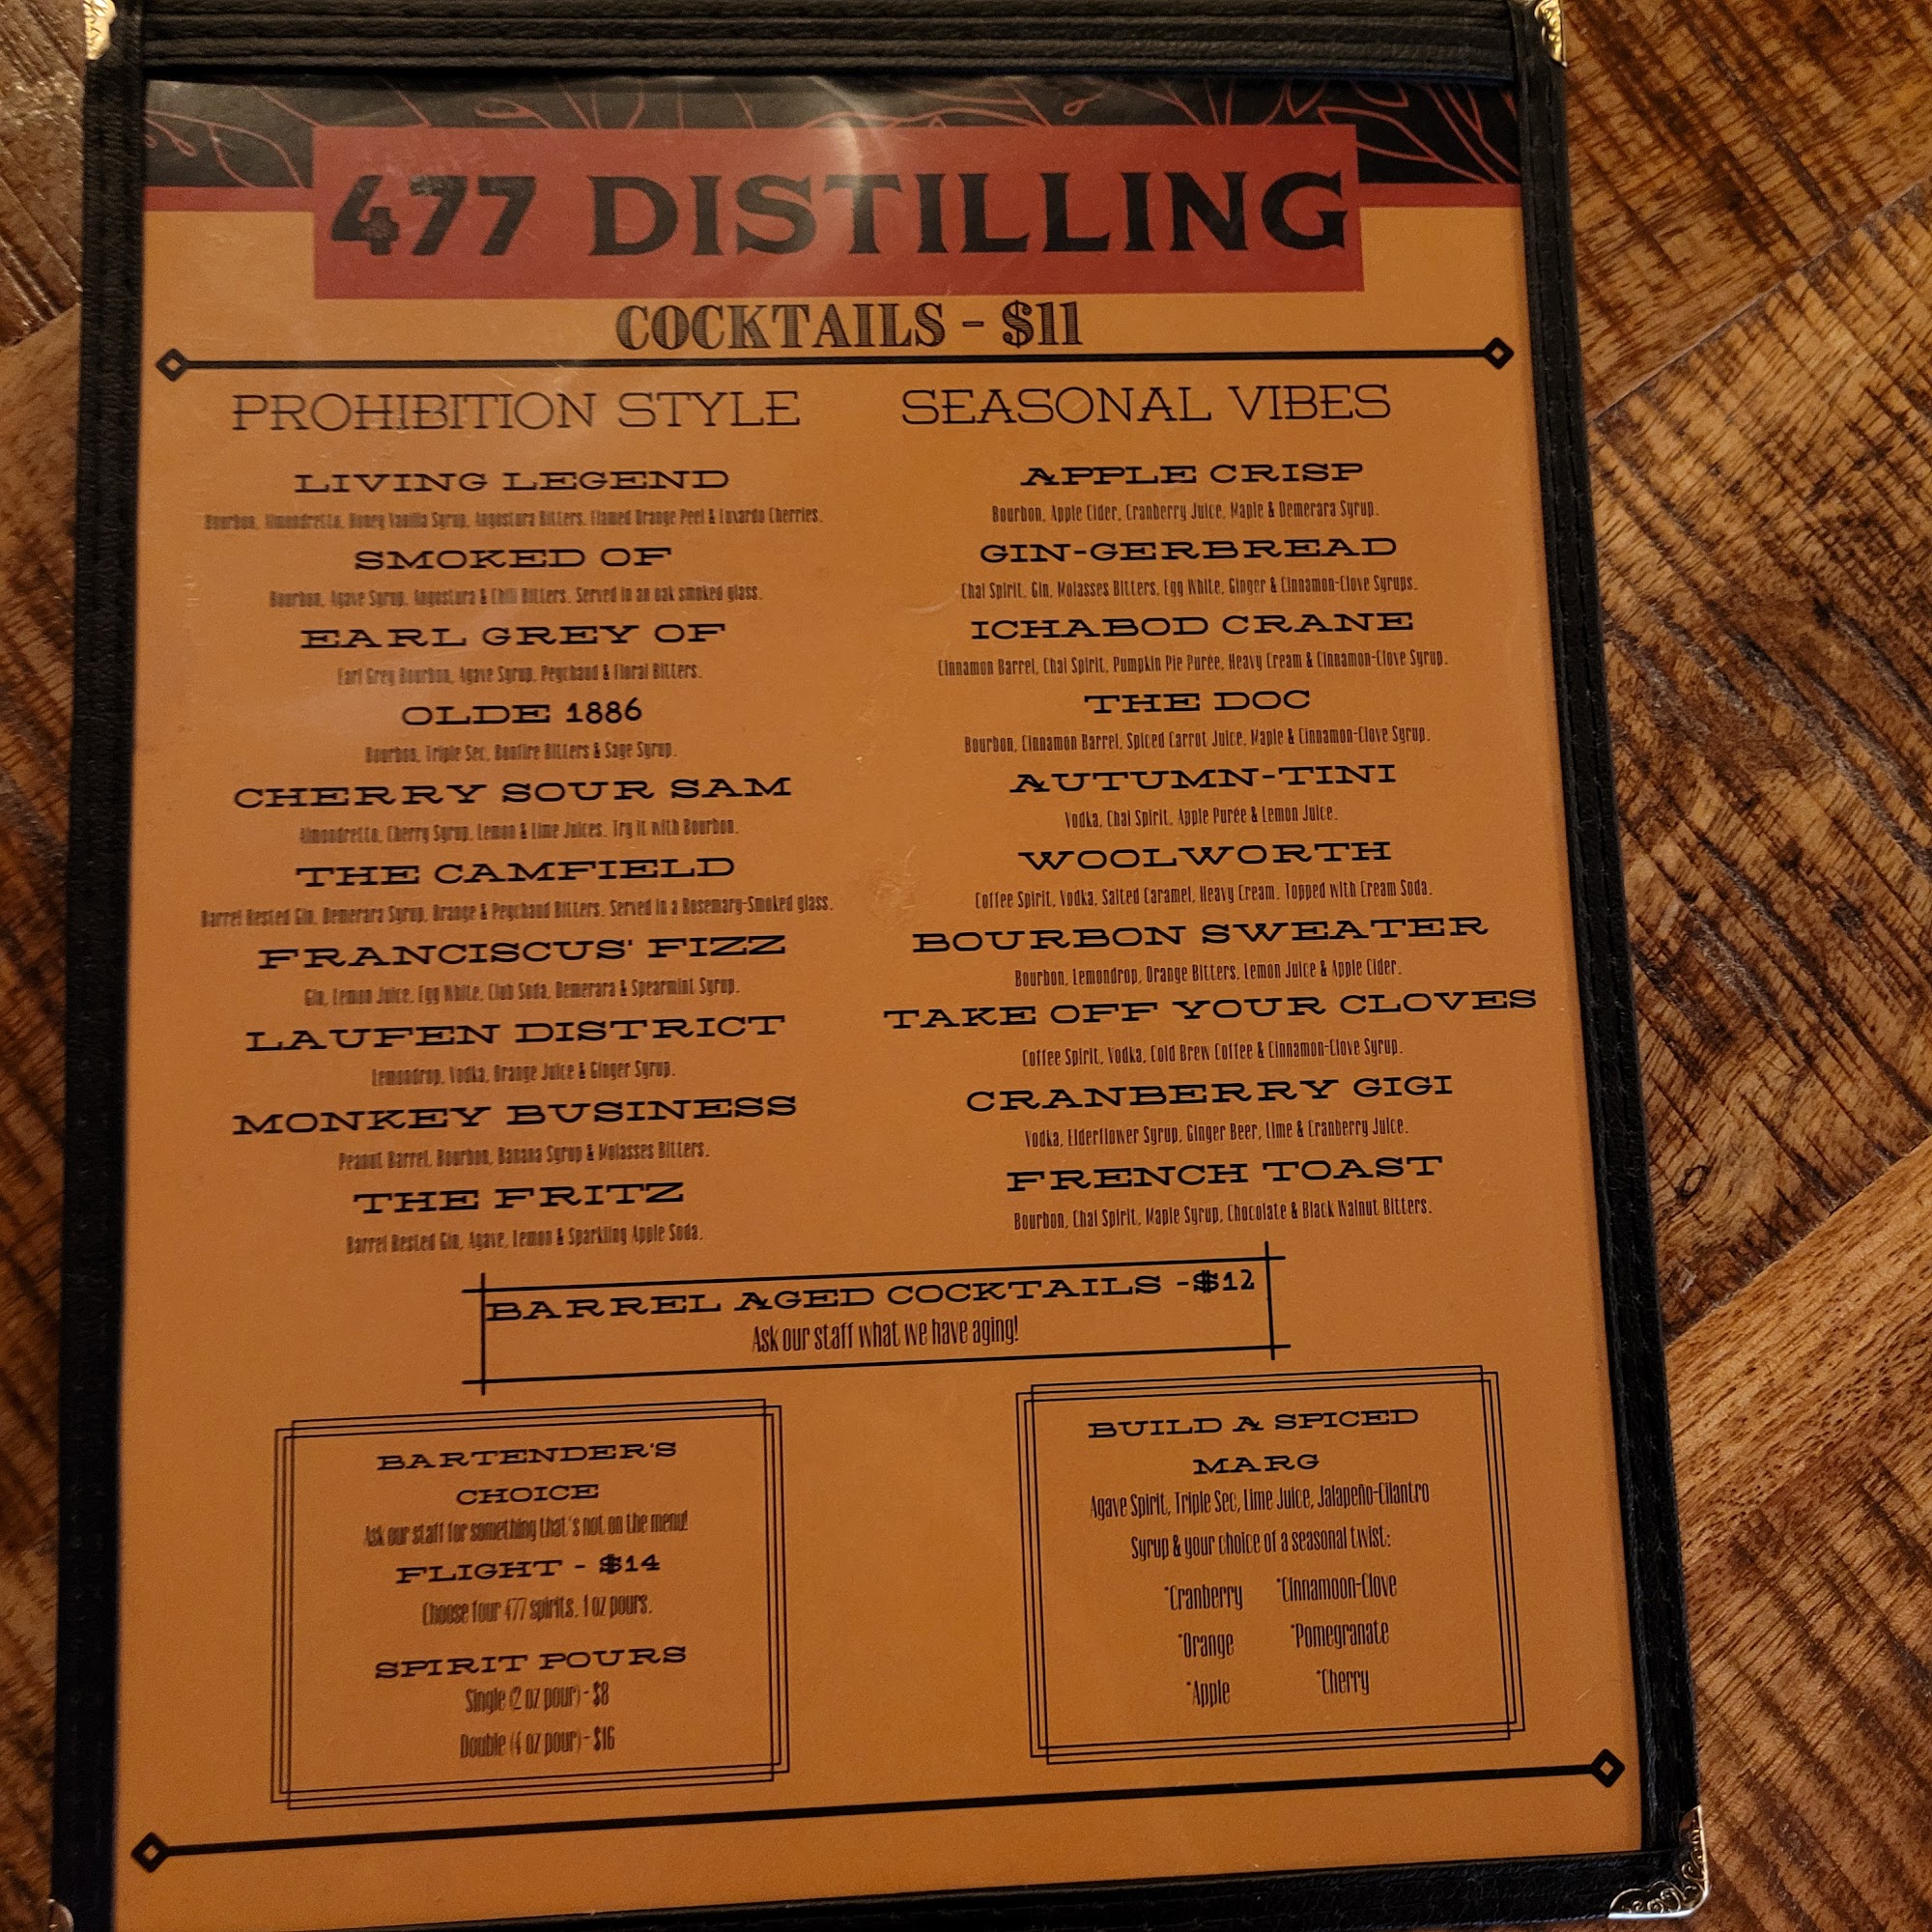 477 DISTILLING
COCKTAILS - $11
PROHIBITION STYLE
LIVING LEGEND
Bourbon, Almondretto, Honey Vanilla Syrup, Angostura Bitters, Flamed Orange Peel & Luxardo Cherries.
SMOKED OF
Bourbon, Agave Syrup, Angostura & Chili Bitters. Served in an oak smoked glass.
EARL GREY OF
Earl Grey Bourbon, Agave Syrup, Peychaud & Floral Bitters.
OLDE 1886
Bourbon, Triple Sec, Bonfire Bitters & Sage Syrup.
CHERRY SOUR SAM
Almondretto, Cherry Syrup, Lemon & Lime Juices. Try it with Bourbon.
THE CAMFIELD
Barrel Rested Gin, Demerara Syrup, Orange & Peychaud Bitters. Served in a Rosemary-Smoked glass.
FRANCISCUS' FIZZ
Gin, Lemon Juice, Egg White, Club Soda, Demerara & Spearmint Syrup.
LAUFEN DISTRICT
Lemondrop, Vodka, Orange Juice & Ginger Syrup.
MONKEY BUSINESS
Peanut Barrel, Bourbon, Banana Syrup & Molasses Bitters.
THE FRITZ
Barrel Rested Gin, Agave, Lemon & Sparkling Apple Soda.
SEASONAL VIBES
APPLE CRISP
Bourbon, Apple Cider, Cranberry Juice, Maple & Demerara Syrup.
GIN-GERBREAD
Chai Spirit, Gin, Molasses Bitters, Egg White, Ginger & Cinnamon-Clove Syrups.
ICHABOD CRANE
Cinnamon Barrel, Chai Spirit, Pumpkin Pie Purée, Heavy Cream & Cinnamon-Clove Syrup.
THE DOC
Bourbon, Cinnamon Barrel, Spiced Carrot Juice, Maple & Cinnamon-Clove Syrup.
AUTUMN-TINI
Vodka, Chai Spirit, Apple Purée & Lemon Juice.
WOOLWORTH
Coffee Spirit, Vodka, Salted Caramel, Heavy Cream. Topped with Cream Soda.
BOURBON SWEATER
Bourbon, Lemondrop, Orange Bitters, Lemon Juice & Apple Cider.
TAKE OFF YOUR CLOVES
Coffee Spirit, Vodka, Cold Brew Coffee & Cinnamon-Clove Syrup.
CRANBERRY GIGI
Vodka, Elderflower Syrup, Ginger Beer, Lime & Cranberry Juice.
FRENCH TOAST
Bourbon, Chai Spirit, Maple Syrup, Chocolate & Black Walnut Bitters.
BARREL AGED COCKTAILS -$12
Ask our staff what we have aging!
BARTENDER'S
CHOICE
Ask our staff for something that's not on the menu!
FLIGHT - $14
Choose four 477 spirits. 1 oz pours.
SPIRIT POURS
Single (2 oz pour) - $8
Double (4 oz pour) - $16
BUILD A SPICED
MARG
Agave Spirit, Triple Sec, Lime Juice, Jalapeño-Cilantro
Syrup & your choice of a seasonal twist:
*Cranberry *Cinnamoon-Clove
*Orange *Pomegranate
*Apple *Cherry